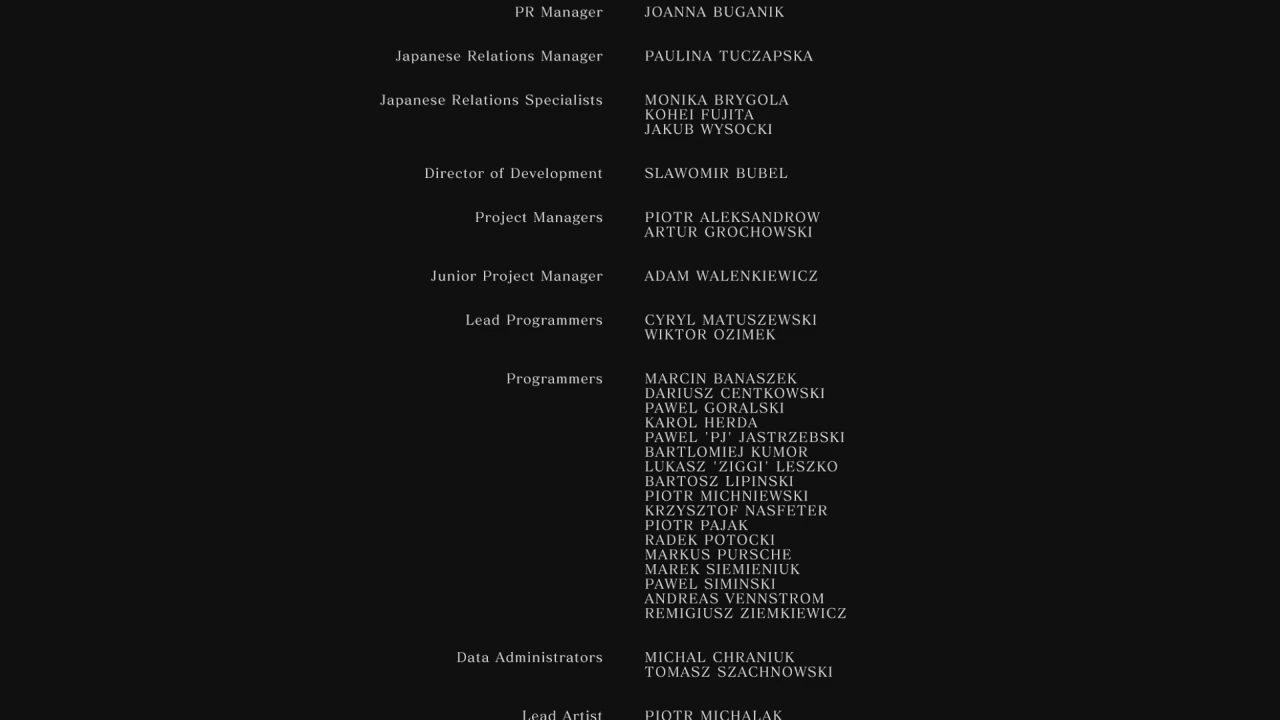 PR Manager JOANNA BUGANIK
Japanese Relations Manager PAULINA TUCZAPSKA
Japanese Relations Specialists MONIKA BRYGOLA
KOHEI FUJITA
JAKUB WYSOCKI
Director of Development SLAWOMIR BUBEL
Project Managers PIOTR ALEKSANDROW
ARTUR GROCHOWSKI
Junior Project Manager ADAM WALENKIEWICZ
Lead Programmers CYRYL MATUSZEWSKI
WIKTOR OZIMEK
Programmers MARCIN BANASZEK
DARIUSZ CENTKOWSKI
PAWEL GORALSKI
KAROL HERDA
PAWEL 'PJ' JASTRZEBSKI
BARTLOMIEJ KUMOR
LUKASZ 'ZIGGI' LESZKO
BARTOSZ LIPINSKI
PIOTR MICHNIEWSKI
KRZYSZTOF NASFETER
PIOTR PAJAK
RADEK POTOCKI
MARKUS PURSCHE
MAREK SIEMIENIUK
PAWEL SIMINSKI
ANDREAS VENNSTROM
REMIGIUSZ ZIEMKIEWICZ
Data Administrators MICHAL CHRANIUK
TOMASZ SZACHNOWSKI
Lead Artist PIOTR MICHALAK